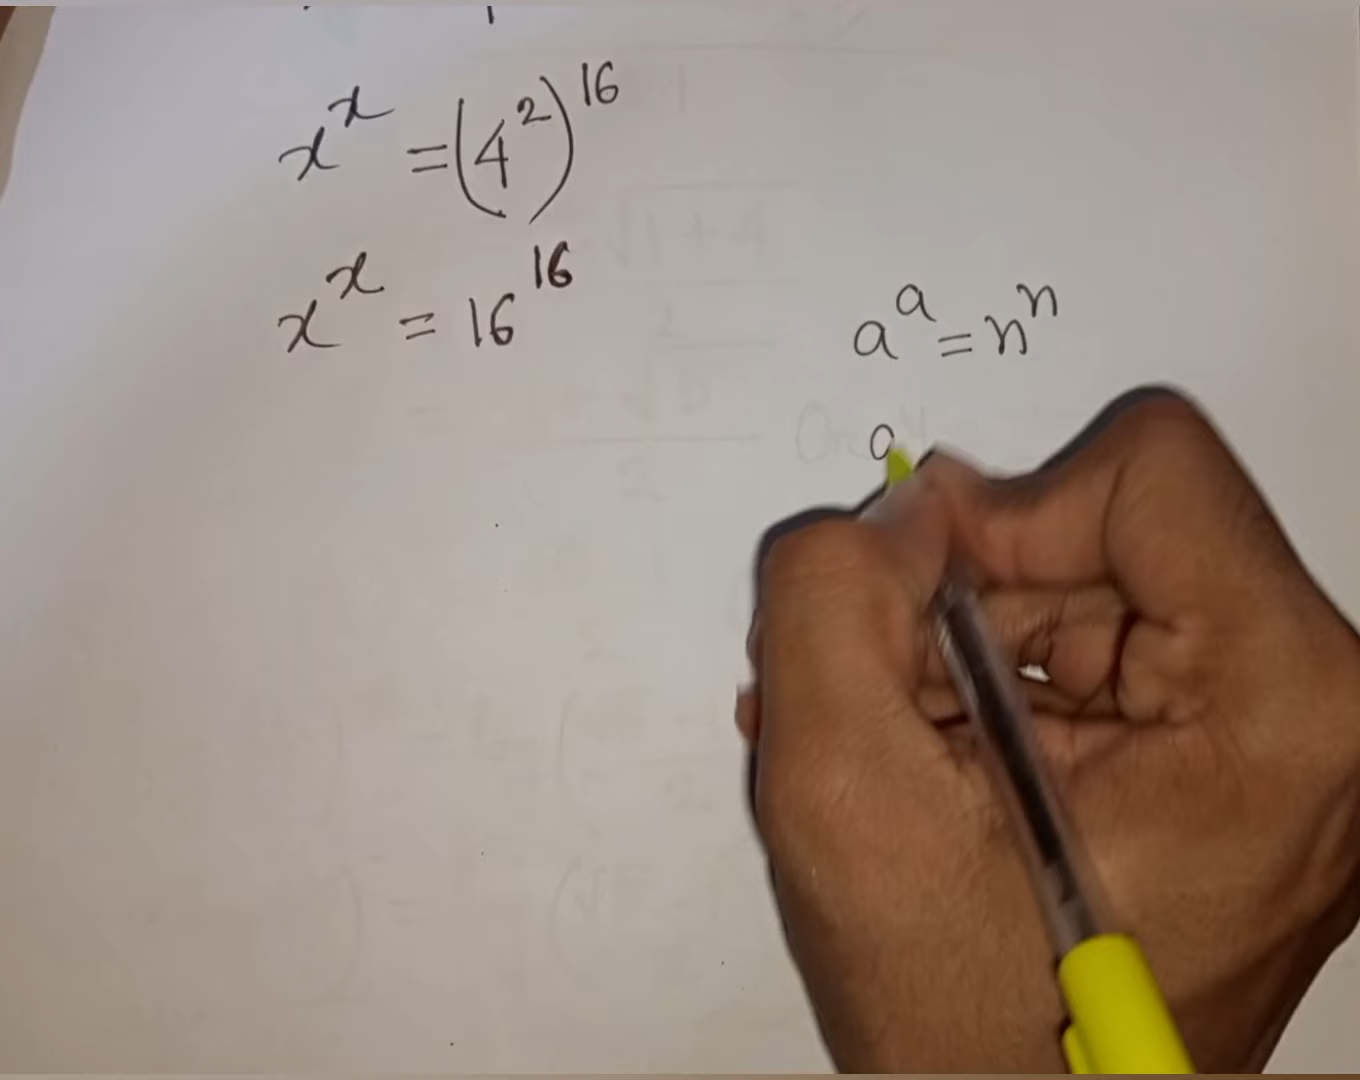 x^x = (4^2)^16
x^x = 16^16
a^a = n^n
a